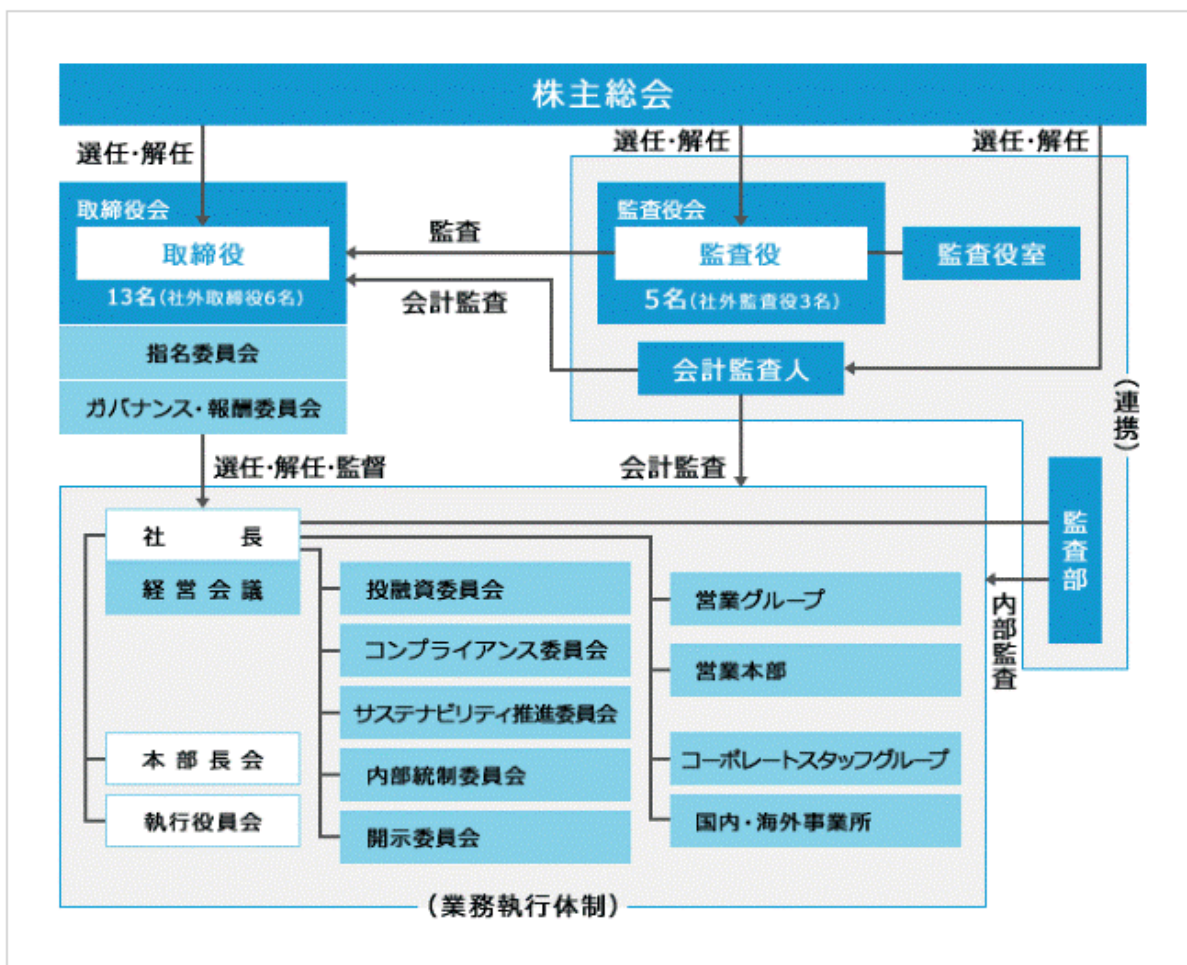 株主総会
選任・解任
選任・解任
選任・解任
取締役会
取締役
13名(社外取締役6名)
指名委員会
ガバナンス・報酬委員会
監査
会計監査
監査役会
監査役
5名(社外監査役3名)
監査役室
会計監査人
(連携)
選任・解任・監督
会計監査
社長
経営会議
本部長会
執行役員会
投融資委員会
コンプライアンス委員会
サステナビリティ推進委員会
内部統制委員会
開示委員会
営業グループ
営業本部
コーポレートスタッフグループ
国内・海外事業所
内部監査
監査部
(業務執行体制)